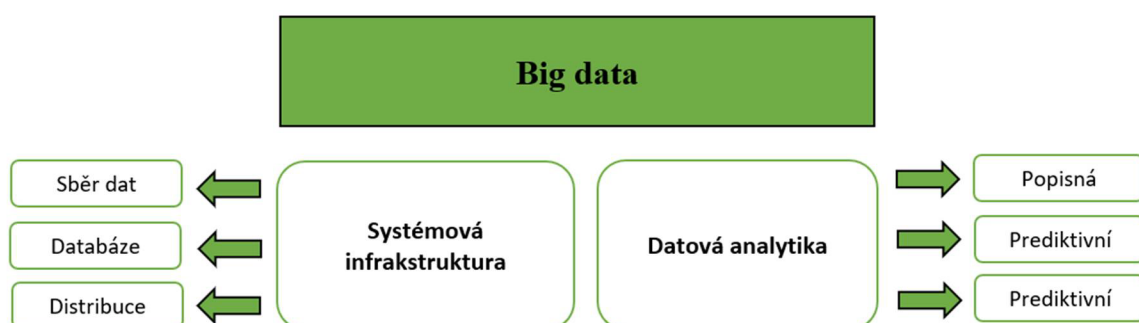 Big data
Sběr dat
Databáze
Distribuce
Systémová
infrakstruktura
Datová analytika
Popisná
Prediktivní
Prediktivní